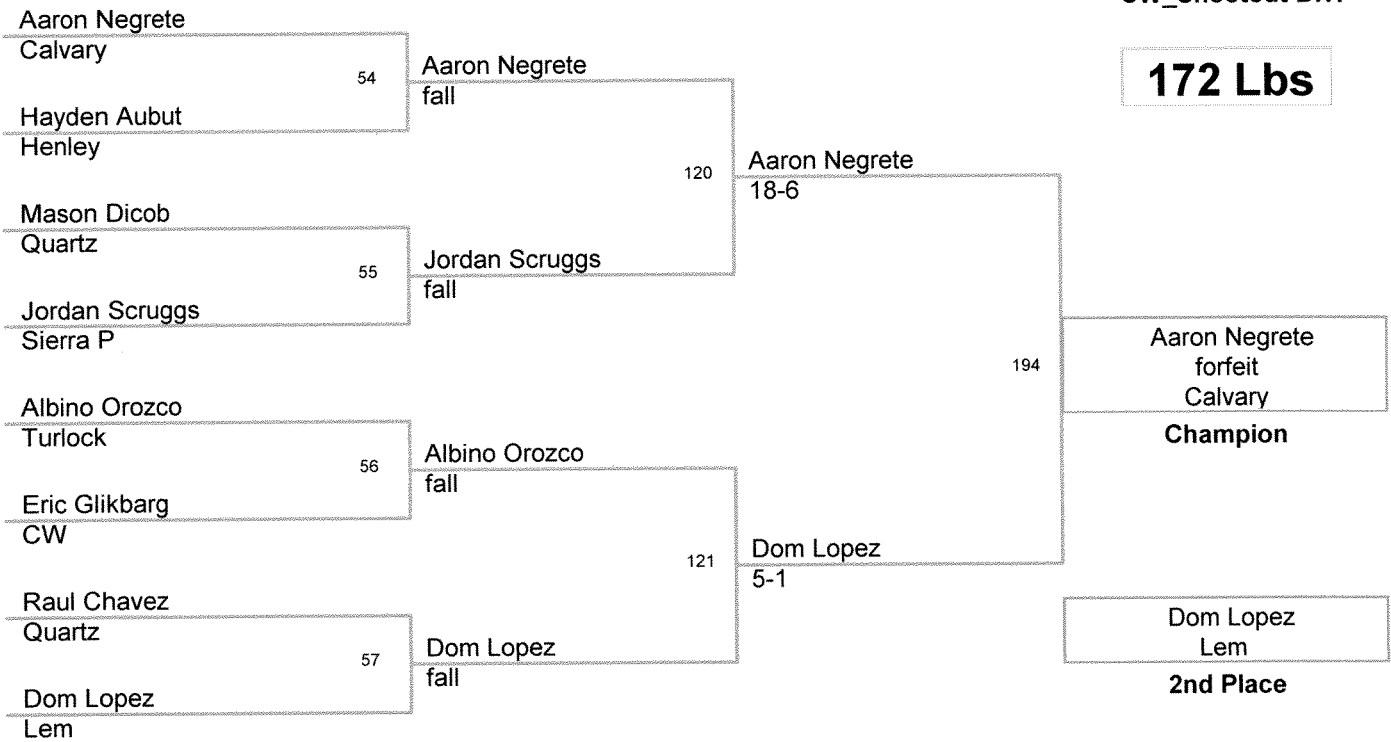 172 Lbs
Aaron Negrete
Calvary
54
Hayden Aubut
Henley
Mason Dicob
Quartz
55
Jordan Scruggs
Sierra P
Albino Orozco
Turlock
56
Eric Glikbarg
CW
Raul Chavez
Quartz
57
Dom Lopez
Lem
Aaron Negrete
fall
120
Jordan Scruggs
fall
Albino Orozco
fall
121
Dom Lopez
fall
Aaron Negrete
18-6
194
Dom Lopez
5-1
Aaron Negrete
forfeit
Calvary
Champion
Dom Lopez
Lem
2nd Place